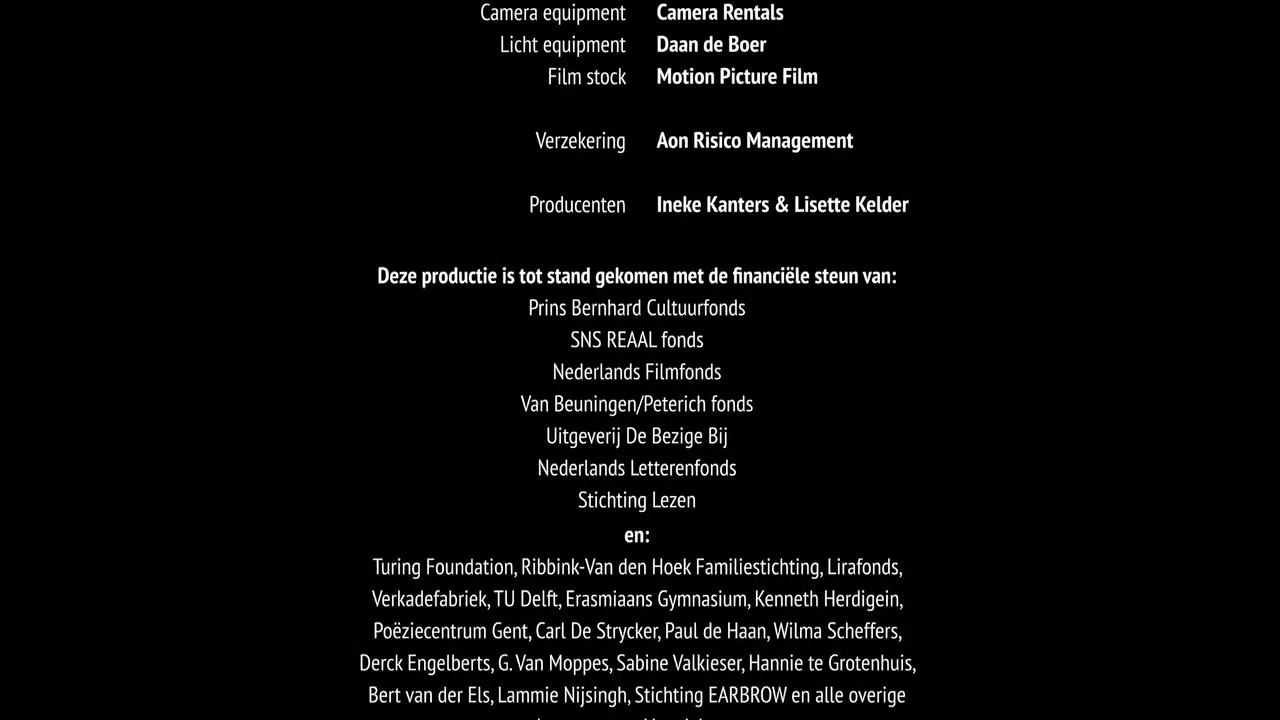 Camera equipment Camera Rentals
Licht equipment Daan de Boer
Film stock Motion Picture Film
Verzekering Aon Risico Management
Producenten Ineke Kanters & Lisette Kelder
Deze productie is tot stand gekomen met de financiële steun van:
Prins Bernhard Cultuurfonds
SNS REAAL fonds
Nederlands Filmfonds
Van Beuningen/Peterich fonds
Uitgeverij De Bezige Bij
Nederlands Letterenfonds
Stichting Lezen
en:
Turing Foundation, Ribbink-Van den Hoek Familiestichting, Lirafonds,
Verkadefabriek, TU Delft, Erasmiaans Gymnasium, Kenneth Herdigein,
Poëziecentrum Gent, Carl De Strycker, Paul de Haan, Wilma Scheffers,
Derck Engelberts, G. Van Moppes, Sabine Valkieser, Hannie te Grotenhuis,
Bert van der Els, Lammie Nijsingh, Stichting EARBROW en alle overige